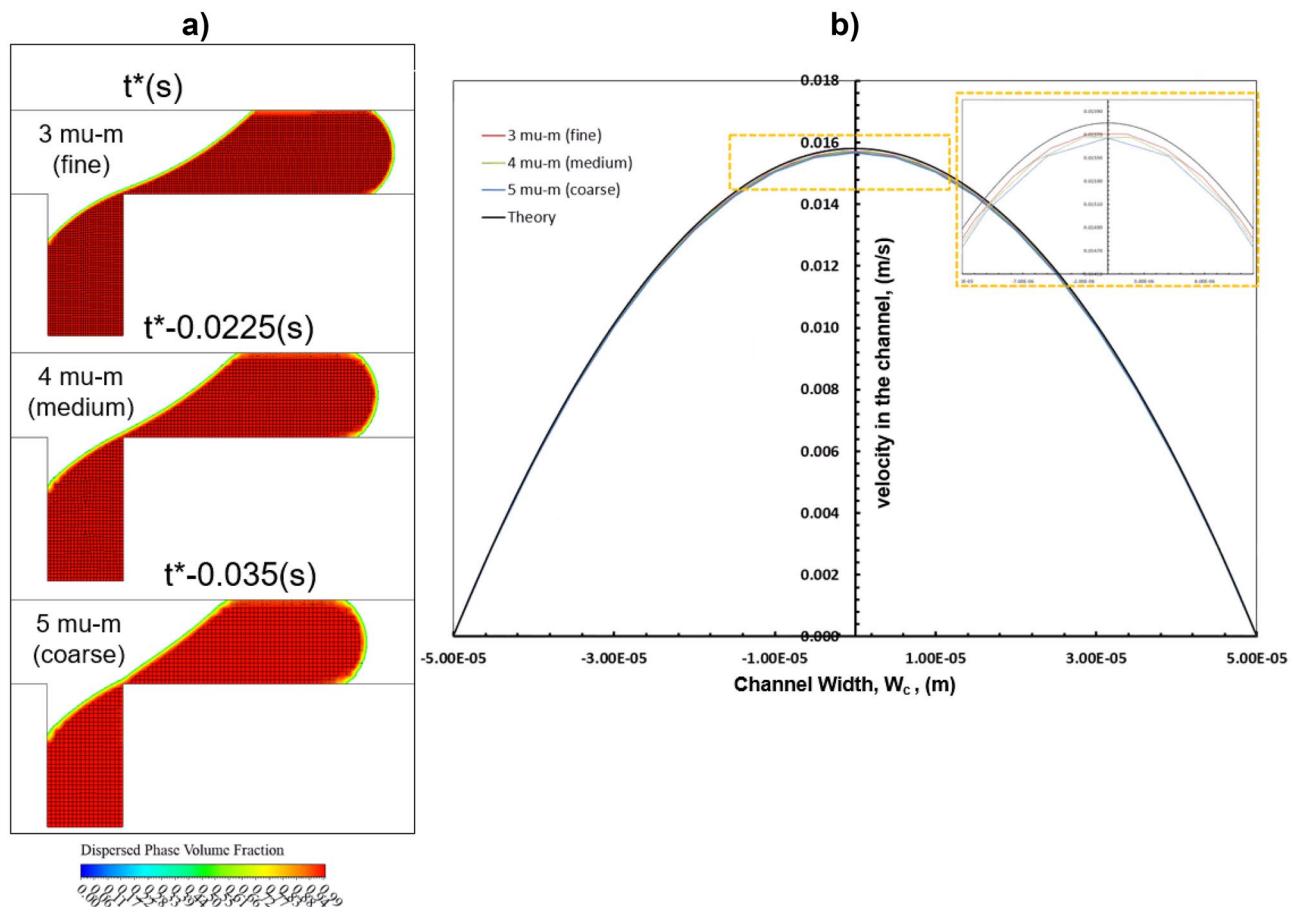 a)
t*(s)
3 mu-m
(fine)
t*-0.0225(s)
4 mu-m
(medium)
t*-0.035(s)
5 mu-m
(coarse)
Dispersed Phase Volume Fraction
b)
0.018
0.016
0.014
0.012
0.010
0.008
0.006
0.004
0.002
0.000
3 mu-m (fine)
4 mu-m (medium)
5 mu-m (coarse)
Theory
velocity in the channel, (m/s)
-5.00E-05 -3.00E-05 -1.00E-05 1.00E-05 3.00E-05 5.00E-05
Channel Width, Wc , (m)